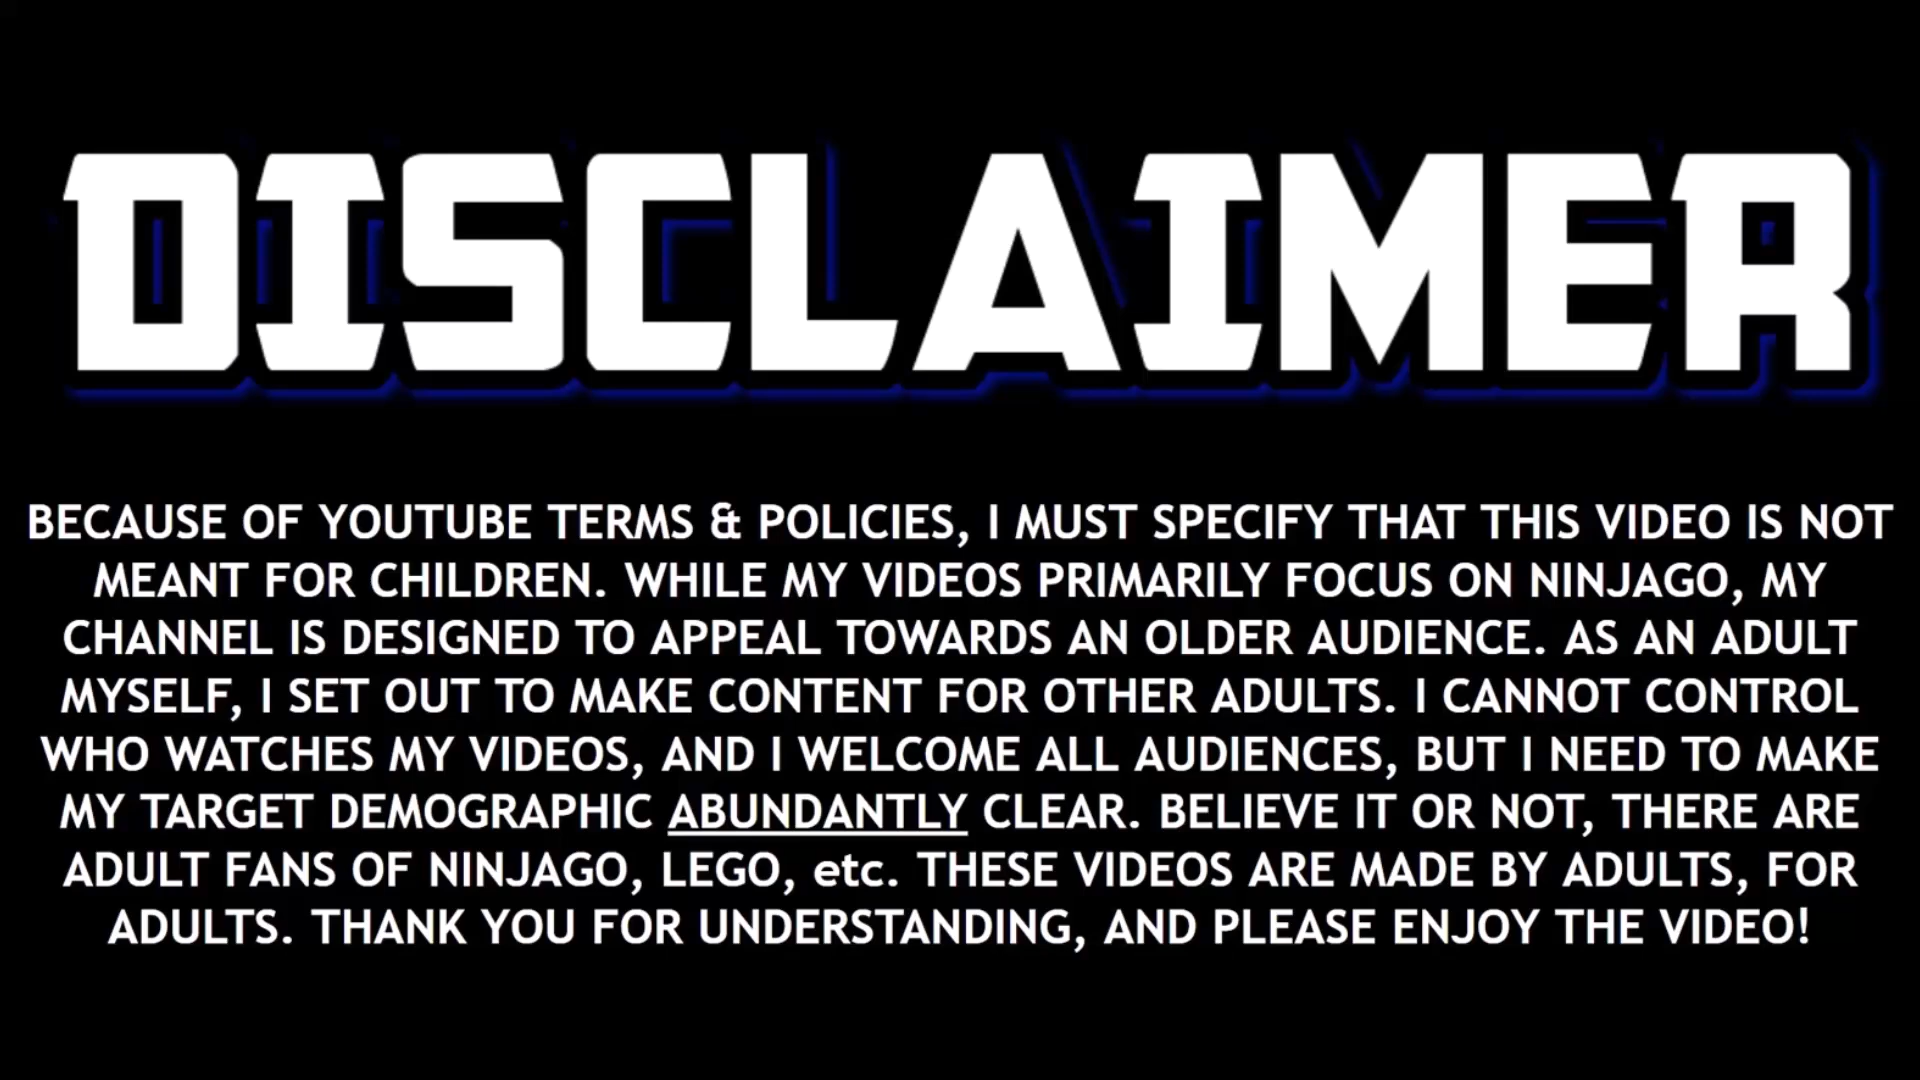 DISCLAIMER
BECAUSE OF YOUTUBE TERMS & POLICIES, I MUST SPECIFY THAT THIS VIDEO IS NOT
MEANT FOR CHILDREN. WHILE MY VIDEOS PRIMARILY FOCUS ON NINJAGO, MY
CHANNEL IS DESIGNED TO APPEAL TOWARDS AN OLDER AUDIENCE. AS AN ADULT
MYSELF, I SET OUT TO MAKE CONTENT FOR OTHER ADULTS. I CANNOT CONTROL
WHO WATCHES MY VIDEOS, AND I WELCOME ALL AUDIENCES, BUT I NEED TO MAKE
MY TARGET DEMOGRAPHIC ABUNDANTLY CLEAR. BELIEVE IT OR NOT, THERE ARE
ADULT FANS OF NINJAGO, LEGO, etc. THESE VIDEOS ARE MADE BY ADULTS, FOR
ADULTS. THANK YOU FOR UNDERSTANDING, AND PLEASE ENJOY THE VIDEO!